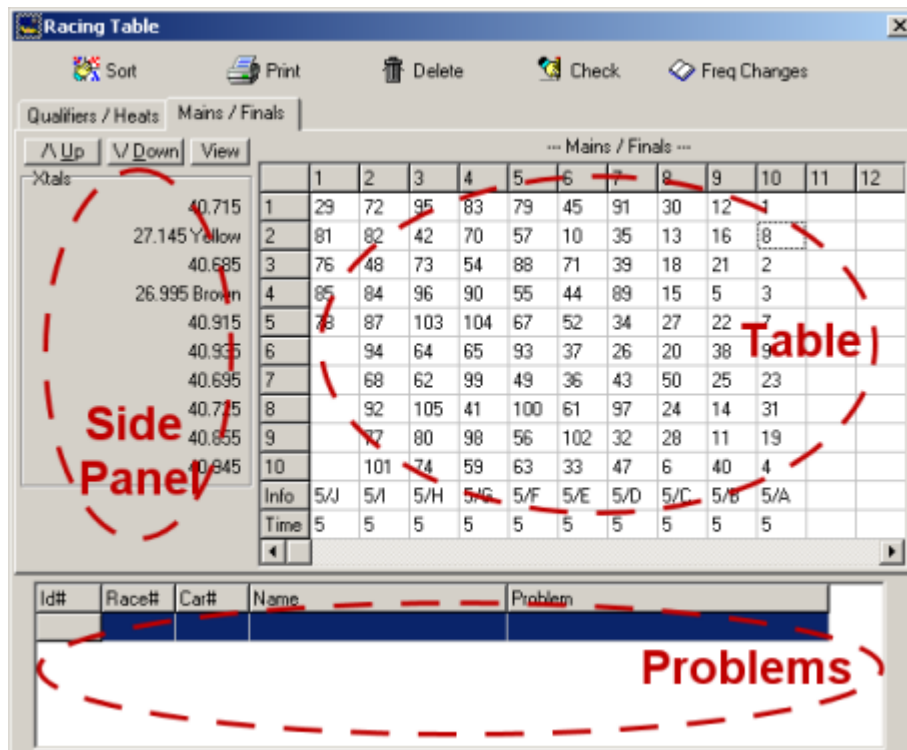 Racing Table
Sort Print Delete Check Freq Changes
Qualifiers / Heats Mains / Finals
/\ Up \/ Down View
--- Mains / Finals ---
Xtals
1 2 3 4 5 6 7 8 9 10 11 12
40.715 1 29 72 95 83 79 45 91 30 12 1
27.145 Yellow 2 81 82 42 70 57 10 35 13 16 8
40.685 3 76 48 73 54 88 71 39 18 21 2
26.995 Brown 4 85 84 96 90 55 44 89 15 5 3
40.915 5 78 87 103 104 67 52 34 27 22 7
40.935 6 94 64 65 93 37 26 20 38 9
40.695 7 68 62 99 49 36 43 50 25 23
40.725 8 92 105 41 100 61 97 24 14 31
40.855 9 77 80 98 56 102 32 28 11 19
10 101 74 59 63 33 47 6 40 4
Info 5/J 5/I 5/H 5/G 5/F 5/E 5/D 5/C 5/B 5/A
Time 5 5 5 5 5 5 5 5 5 5
Side
Panel
Table
Id# Race# Car# Name Problem
Problems